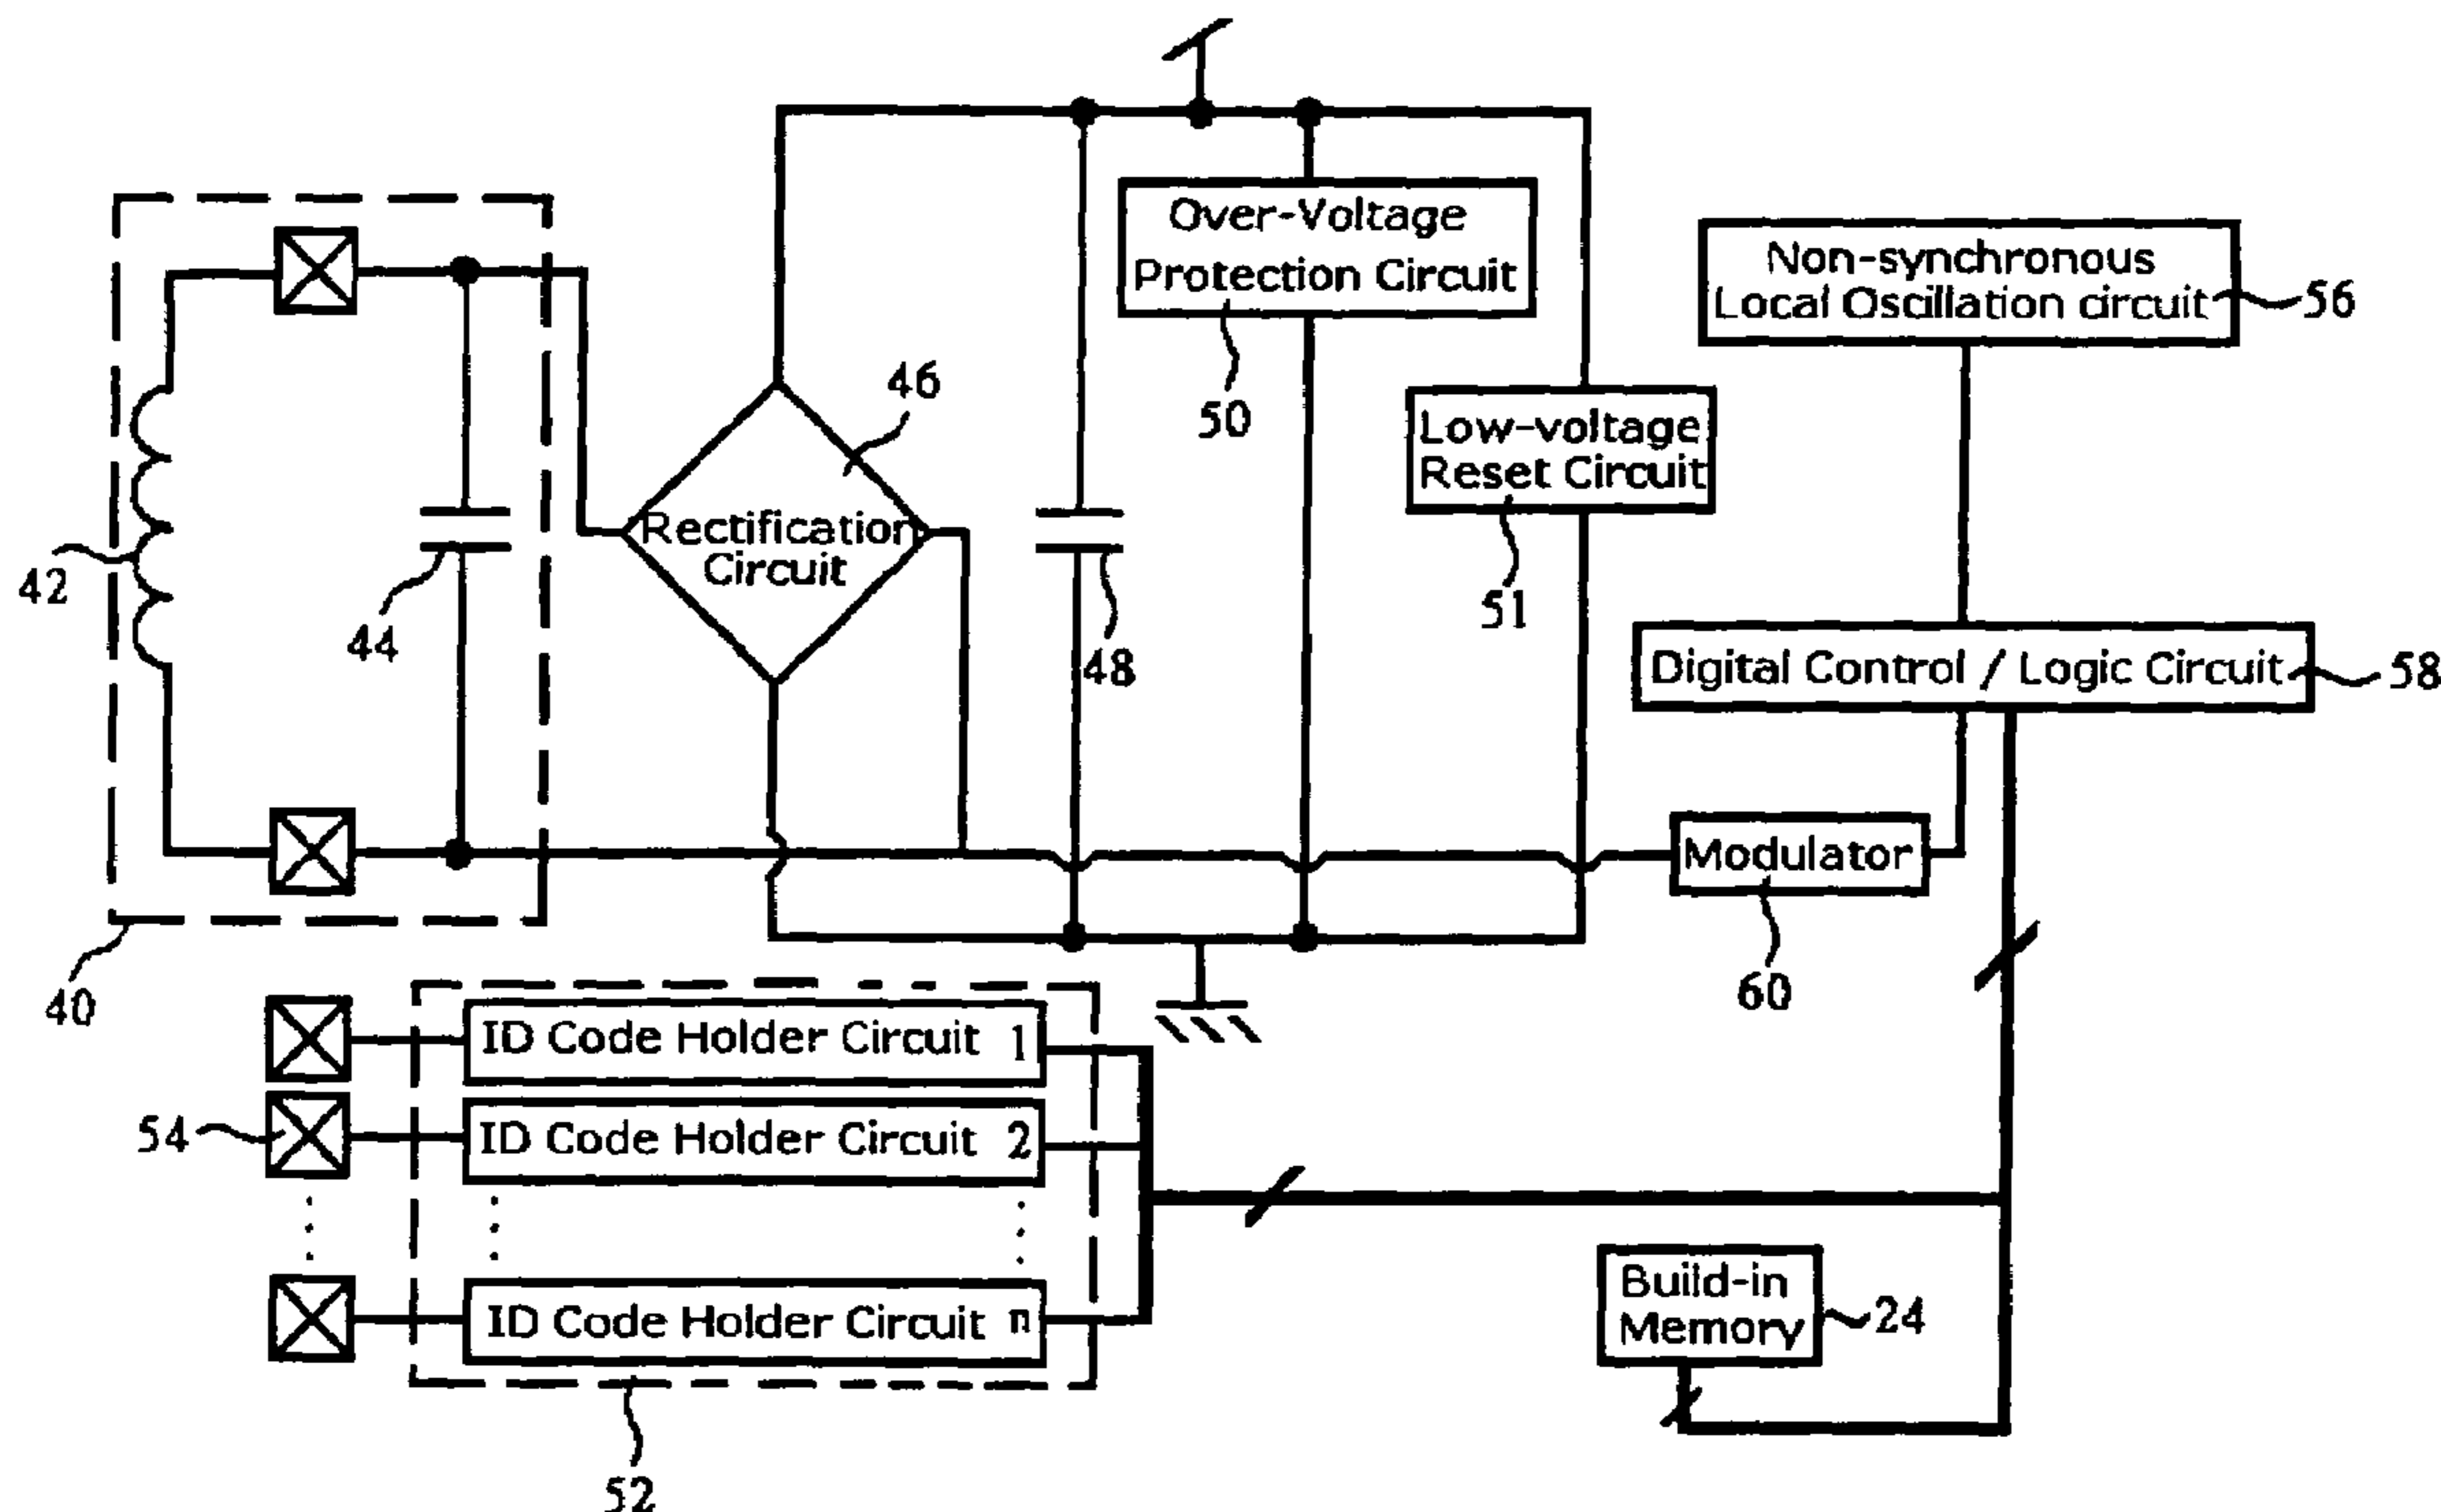 Over-Voltage
Protection Circuit
50
Non-synchronous
Local Oscillation circuit
56
46
Low-voltage
Reset Circuit
51
Rectification
Circuit
42
44
48
Digital Control / Logic Circuit
58
Modulator
60
40
ID Code Holder Circuit 1
54
ID Code Holder Circuit 2
ID Code Holder Circuit n
Build-in
Memory
24
52